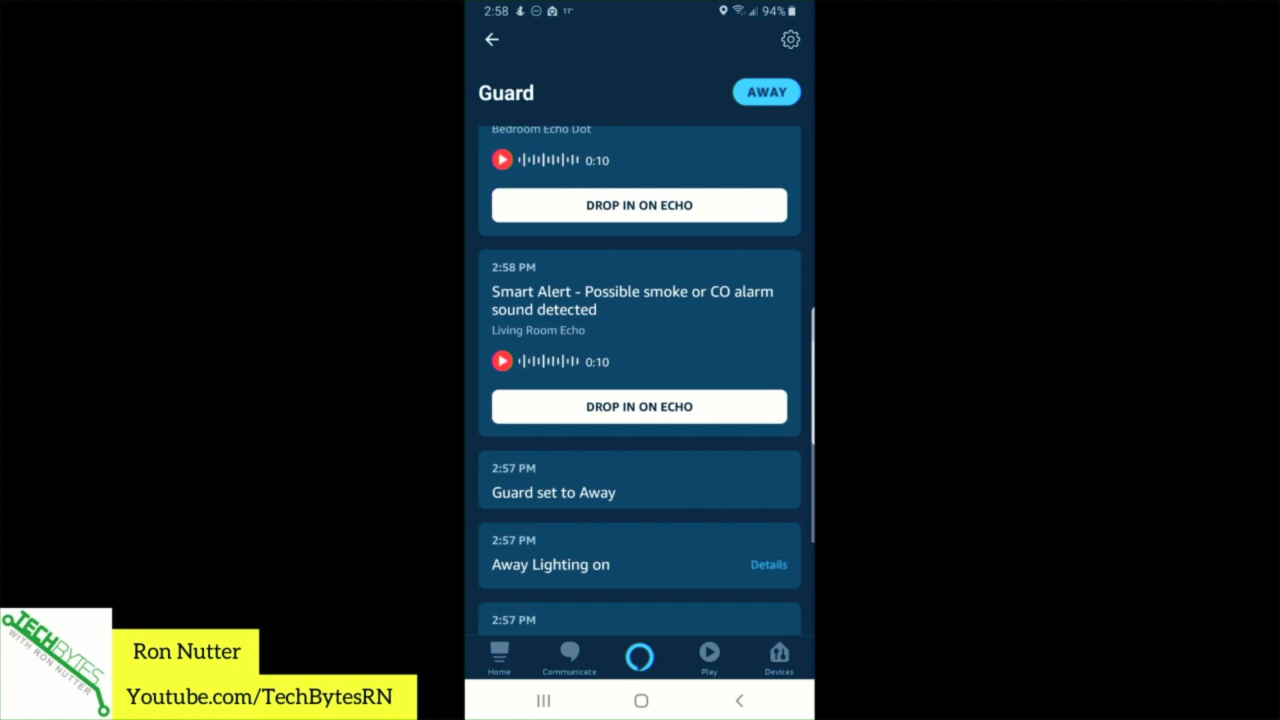 2:58
17°
94%
Guard
AWAY
Bedroom Echo Dot
0:10
DROP IN ON ECHO
2:58 PM
Smart Alert - Possible smoke or CO alarm
sound detected
Living Room Echo
0:10
DROP IN ON ECHO
2:57 PM
Guard set to Away
2:57 PM
Away Lighting on
Details
2:57 PM
Home
Communicate
Play
Devices
TECHBYTES
WITH RON NUTTER
Ron Nutter
Youtube.com/TechBytesRN